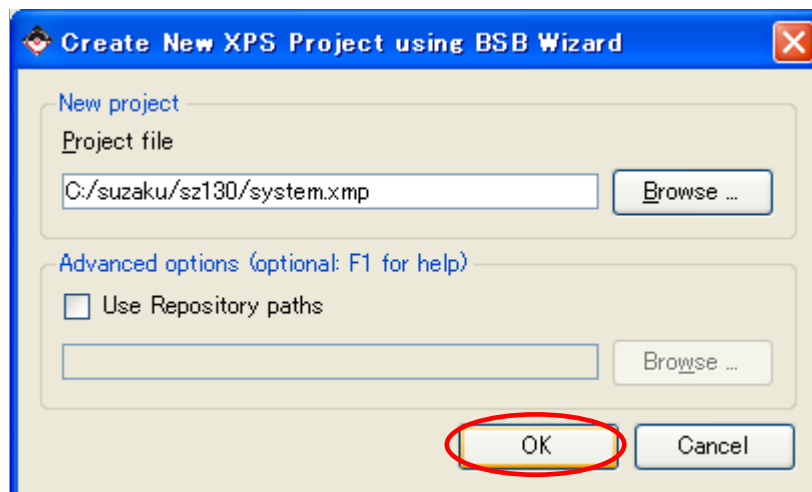 Create New XPS Project using BSB Wizard
New project
Project file
C:/suzaku/sz130/system.xmp
Browse ...
Advanced options (optional: F1 for help)
Use Repository paths
Browse ...
OK
Cancel